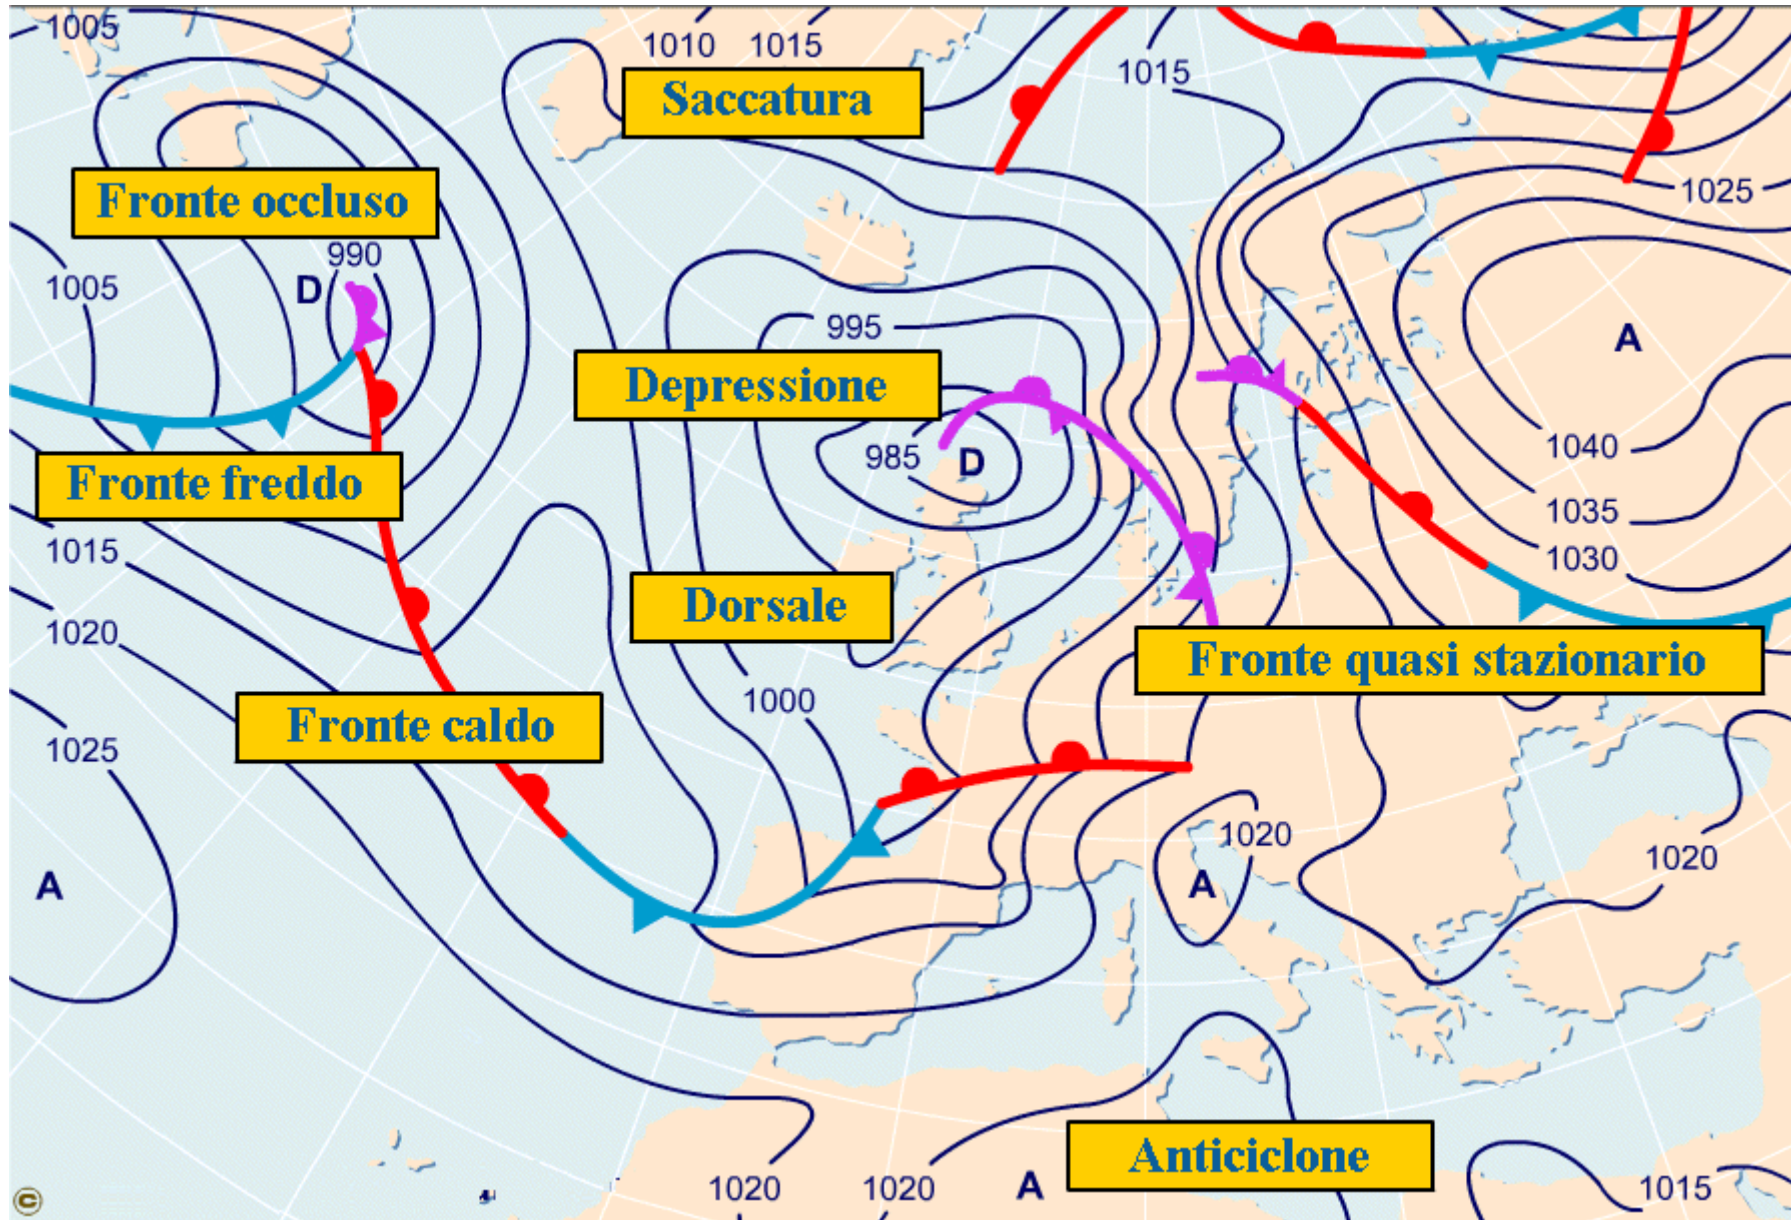 1005
1010
1015
1015
Saccatura
Fronte occluso
1025
990
D
1005
995
A
Depressione
1040
985
D
Fronte freddo
1035
1015
1030
Dorsale
1020
Fronte quasi stazionario
1000
Fronte caldo
1025
1020
1020
A
A
Anticiclone
1020
1020
A
1015
©